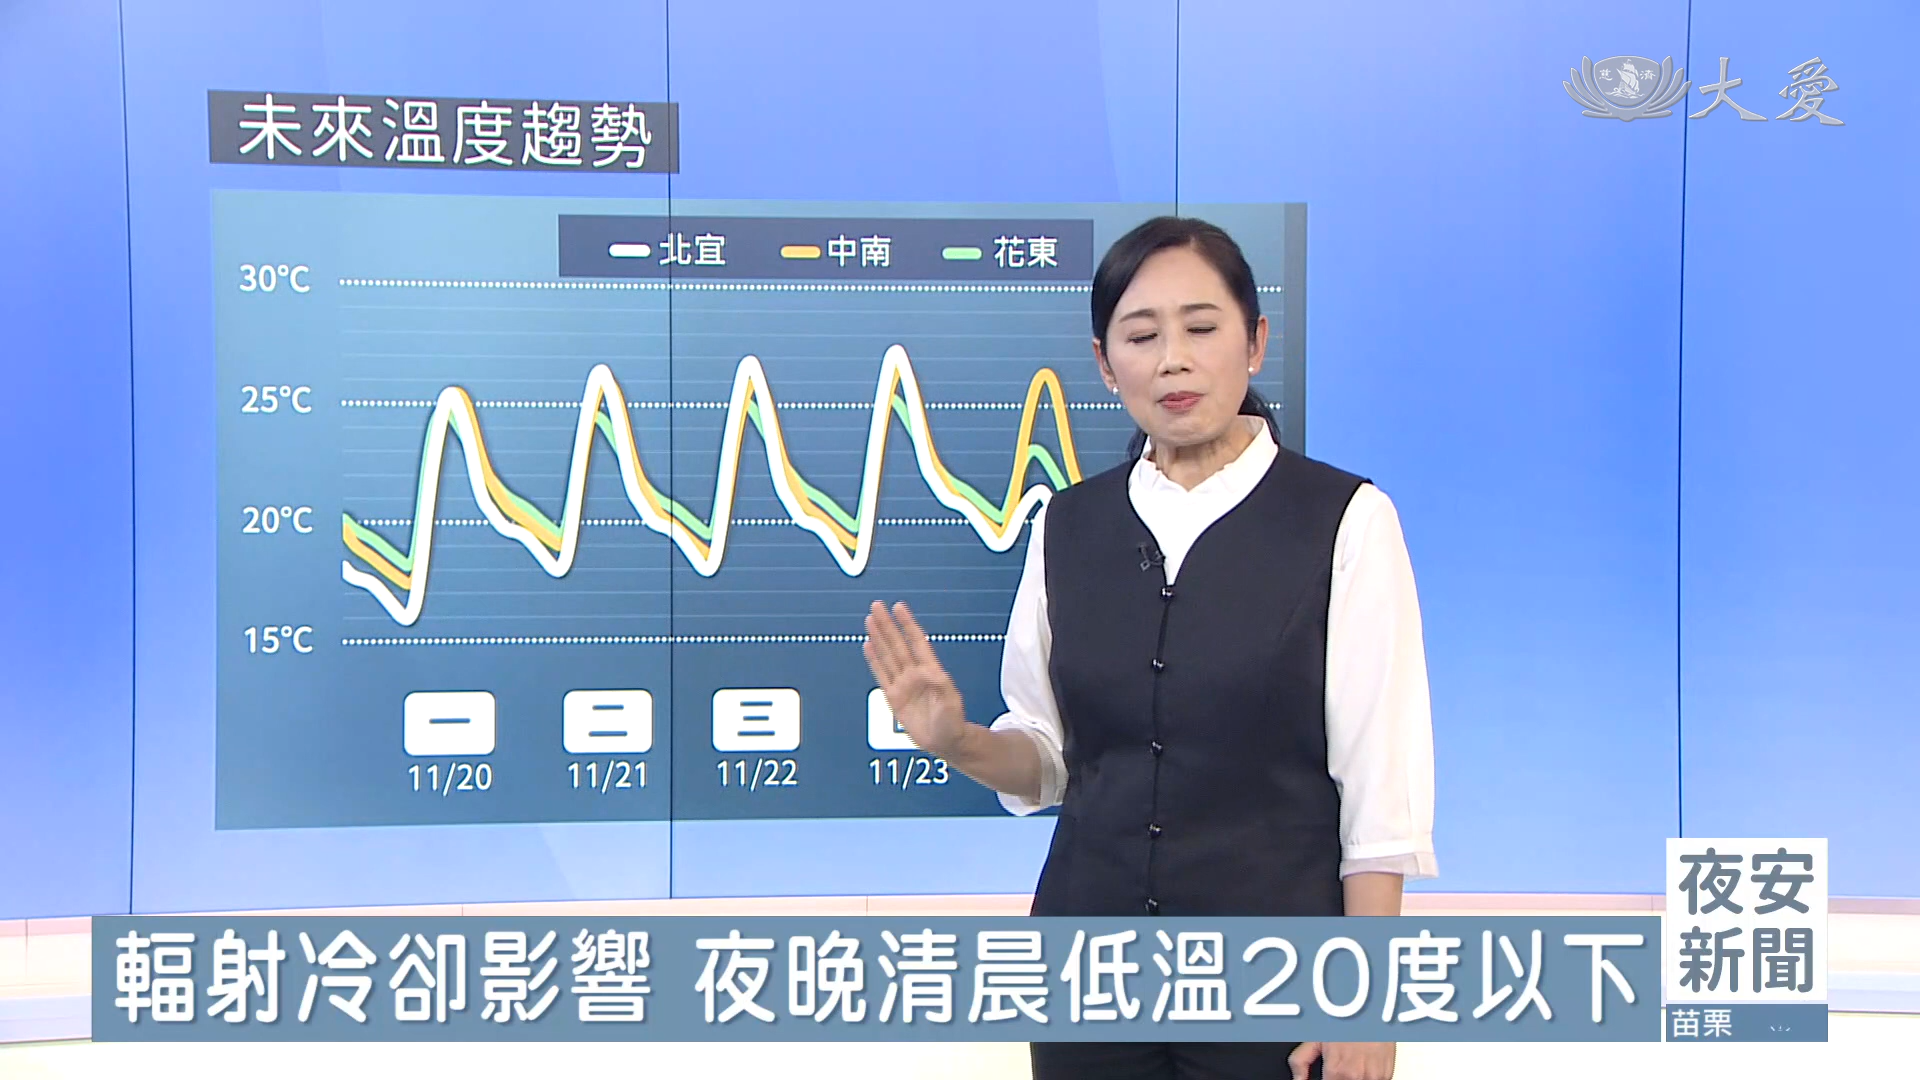 慈濟
大愛
未來溫度趨勢
北宜 中南 花東
30℃
25℃
20℃
15℃
一 二 三
11/20 11/21 11/22 11/23
夜安
新聞
輻射冷卻影響 夜晚清晨低溫20度以下
苗栗